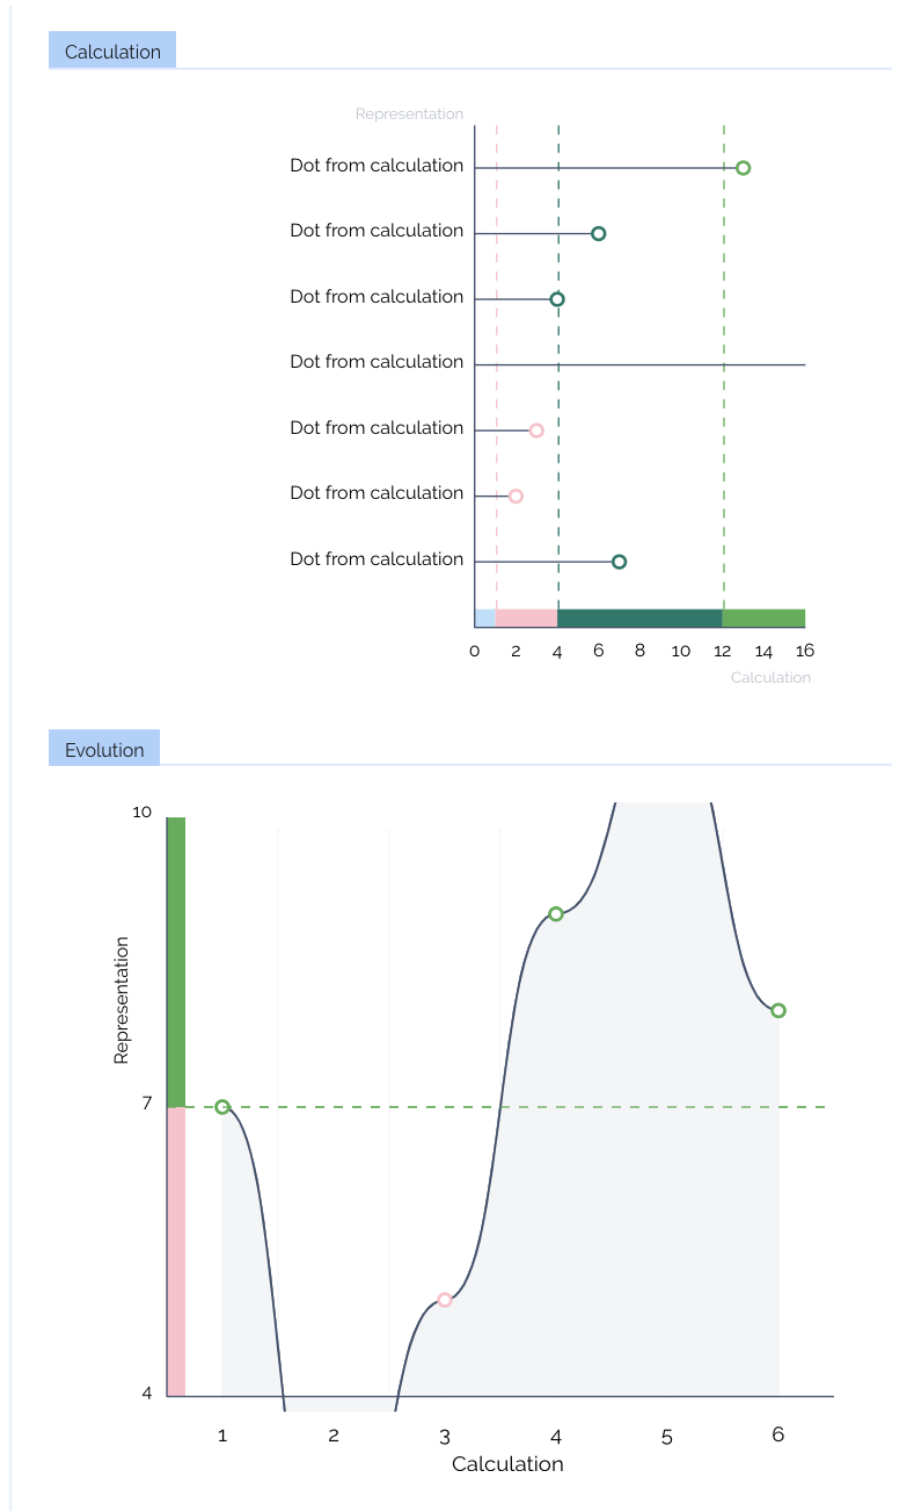 Calculation
Representation
Dot from calculation
Dot from calculation
Dot from calculation
Dot from calculation
Dot from calculation
Dot from calculation
Dot from calculation
0 2 4 6 8 10 12 14 16
Calculation
Evolution
10
Representation
7
4
1 2 3 4 5 6
Calculation